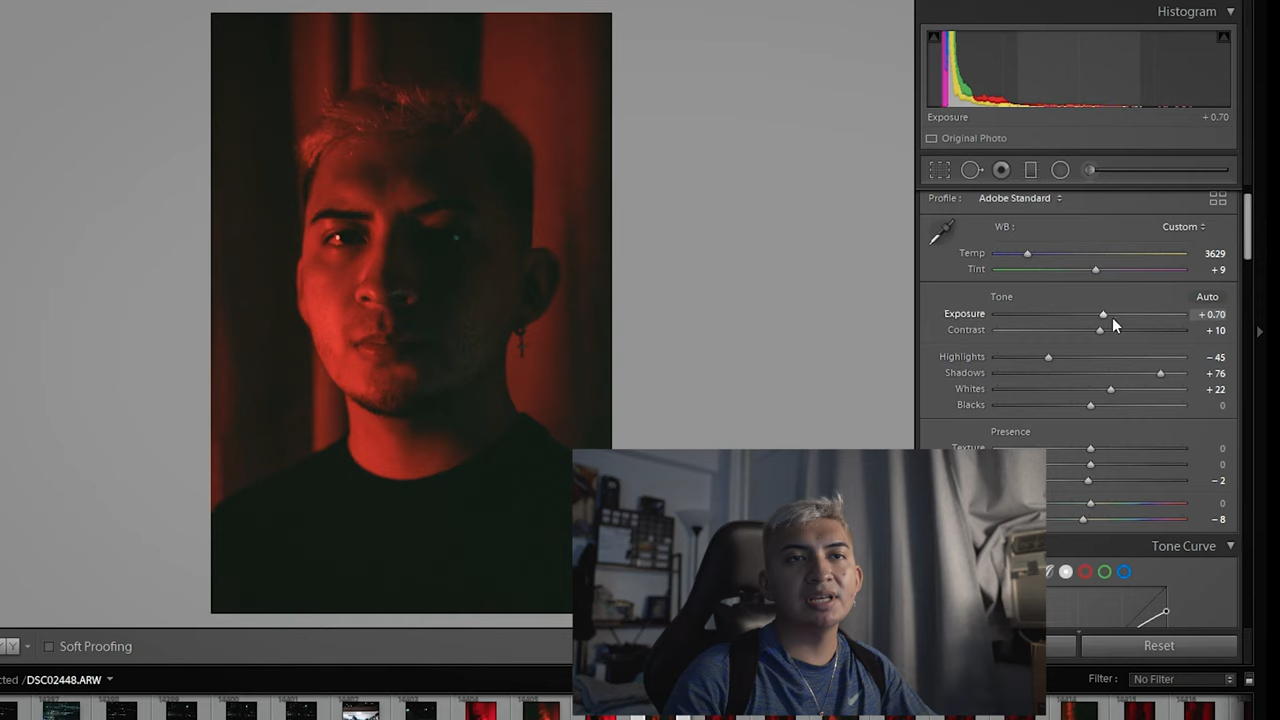 Histogram
Exposure + 0.70
Original Photo
Profile : Adobe Standard
WB : Custom
Temp 3629
Tint + 9
Tone Auto
Exposure + 0.70
Contrast + 10
Highlights − 45
Shadows + 76
Whites + 22
Blacks 0
Presence
Texture 0
0
− 2
0
− 8
Tone Curve
Reset
Y Soft Proofing
cted / DSC02448.ARW
Filter : No Filter